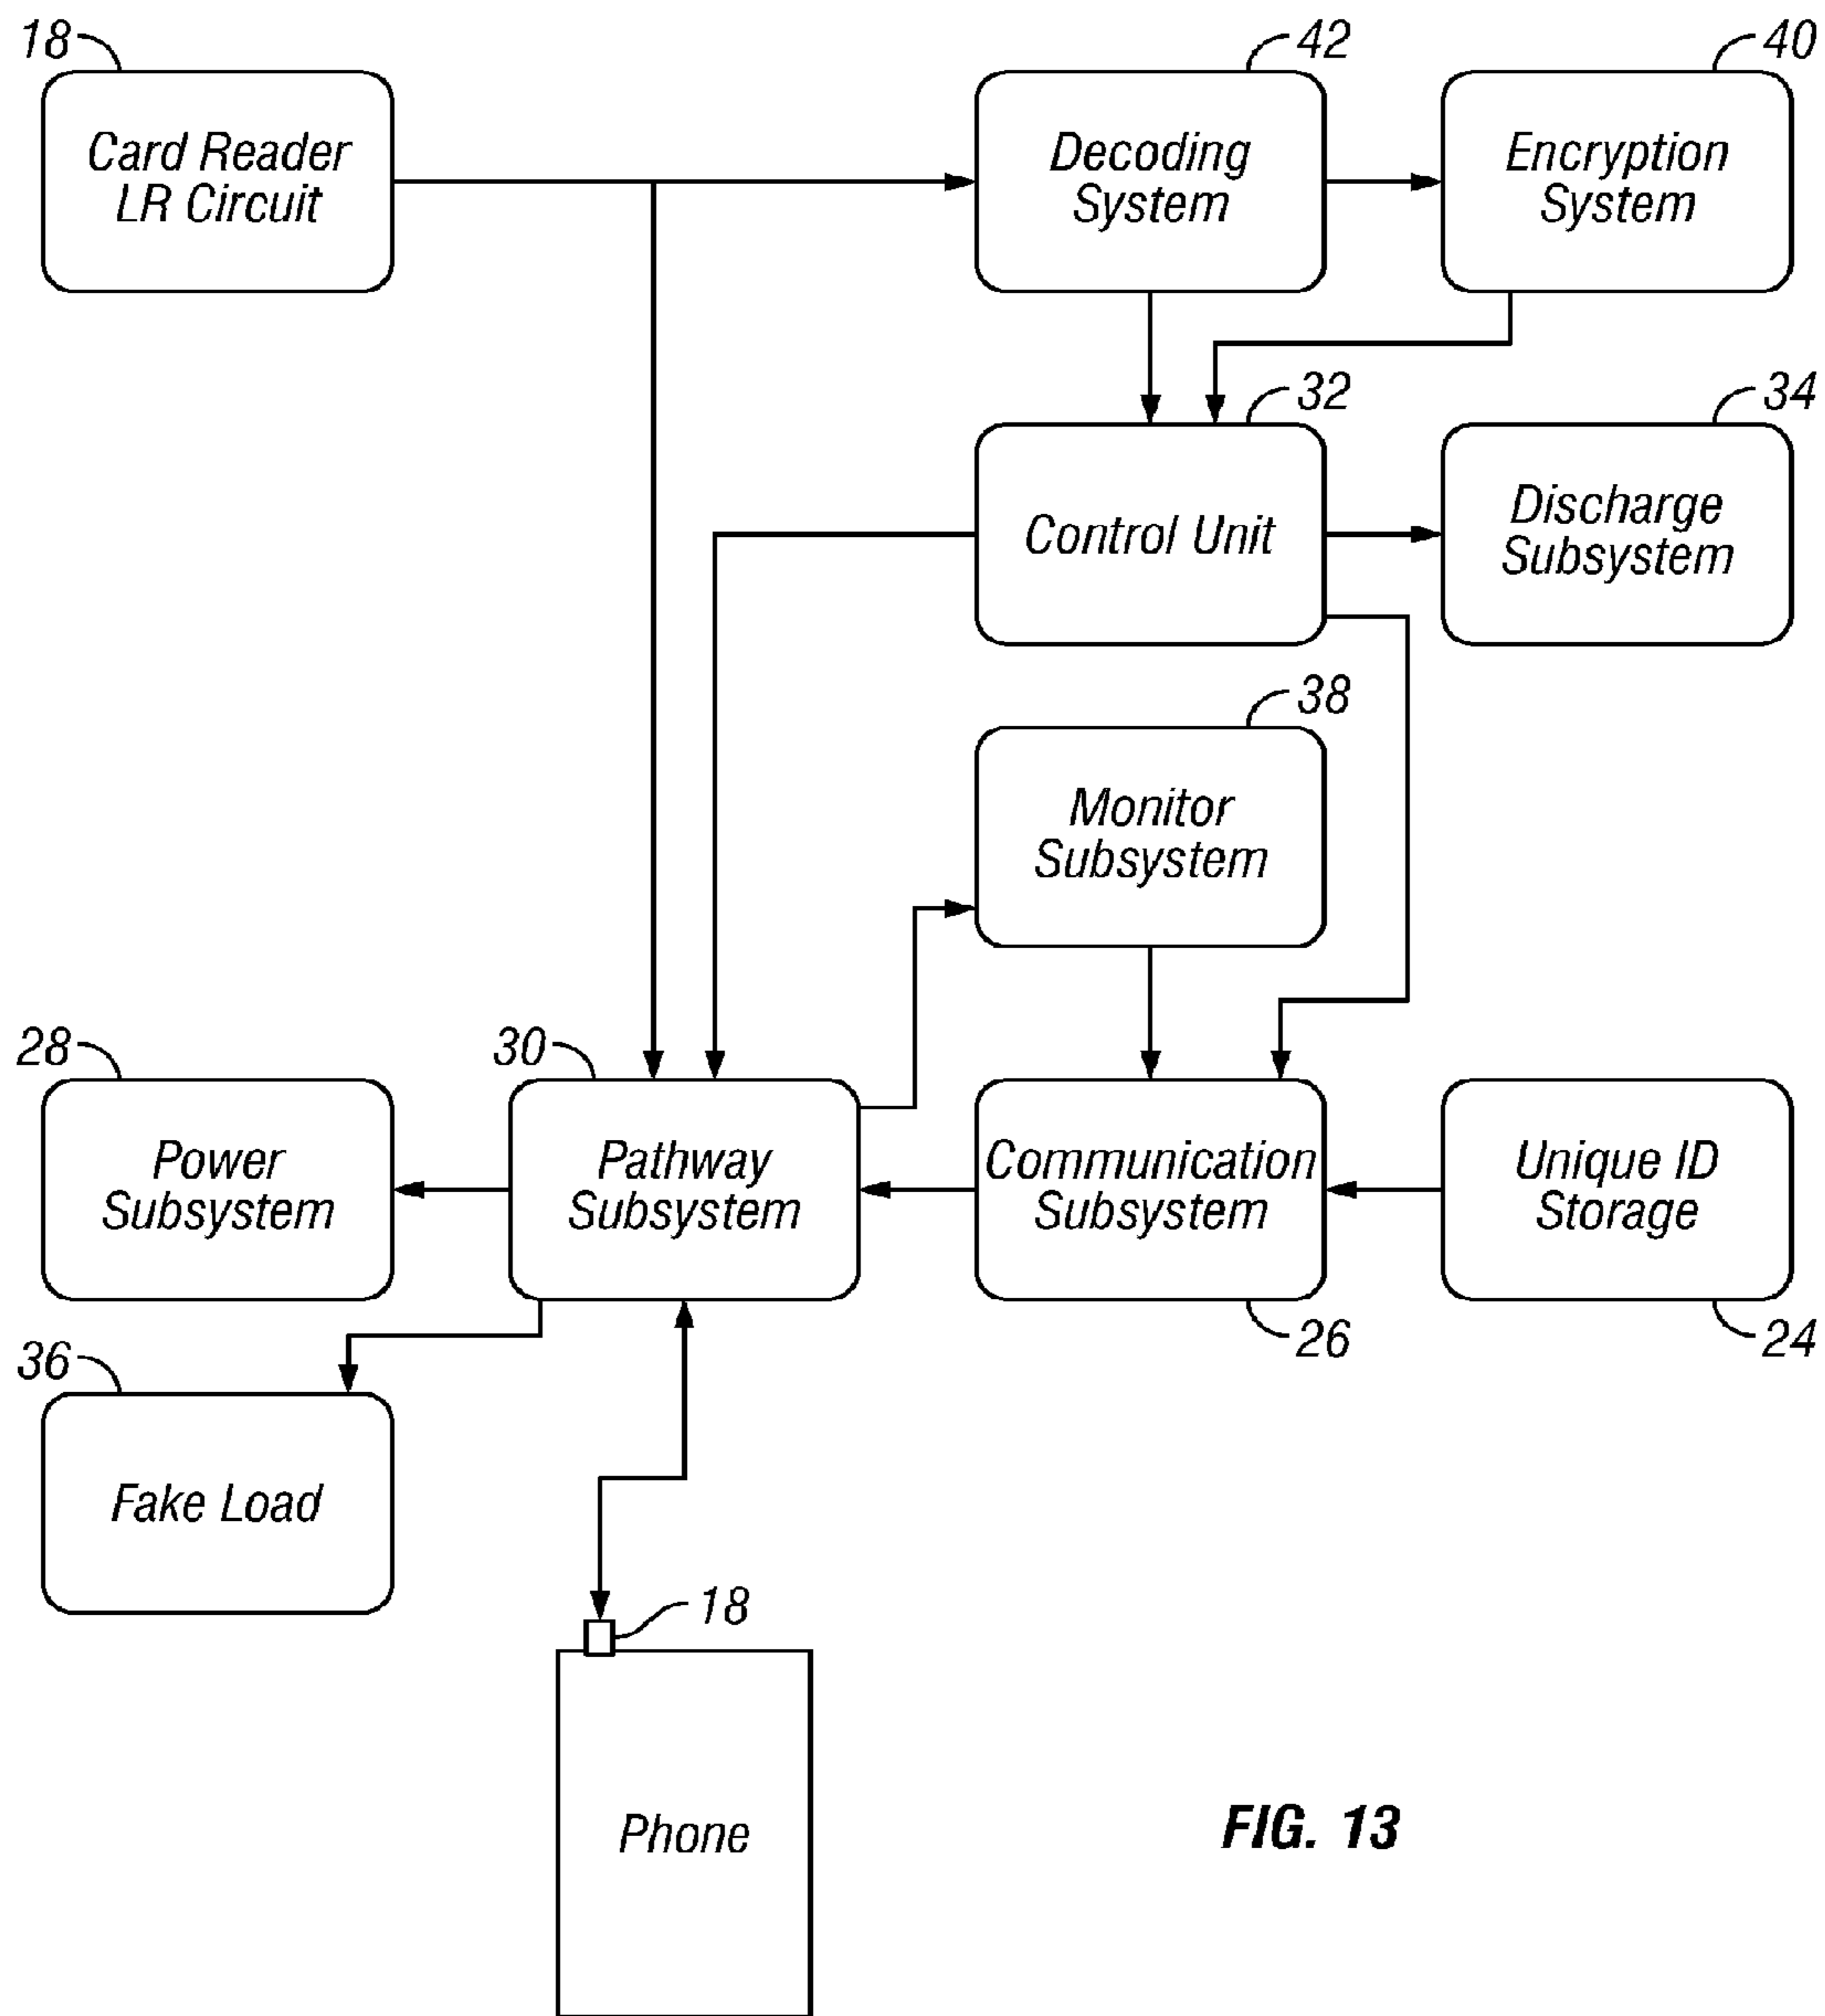 18
42
40
Card Reader
LR Circuit
Decoding
System
Encryption
System
32
34
Control Unit
Discharge
Subsystem
38
Monitor
Subsystem
28
30
Power
Subsystem
Pathway
Subsystem
Communication
Subsystem
Unique ID
Storage
26
24
36
Fake Load
18
Phone
FIG. 13